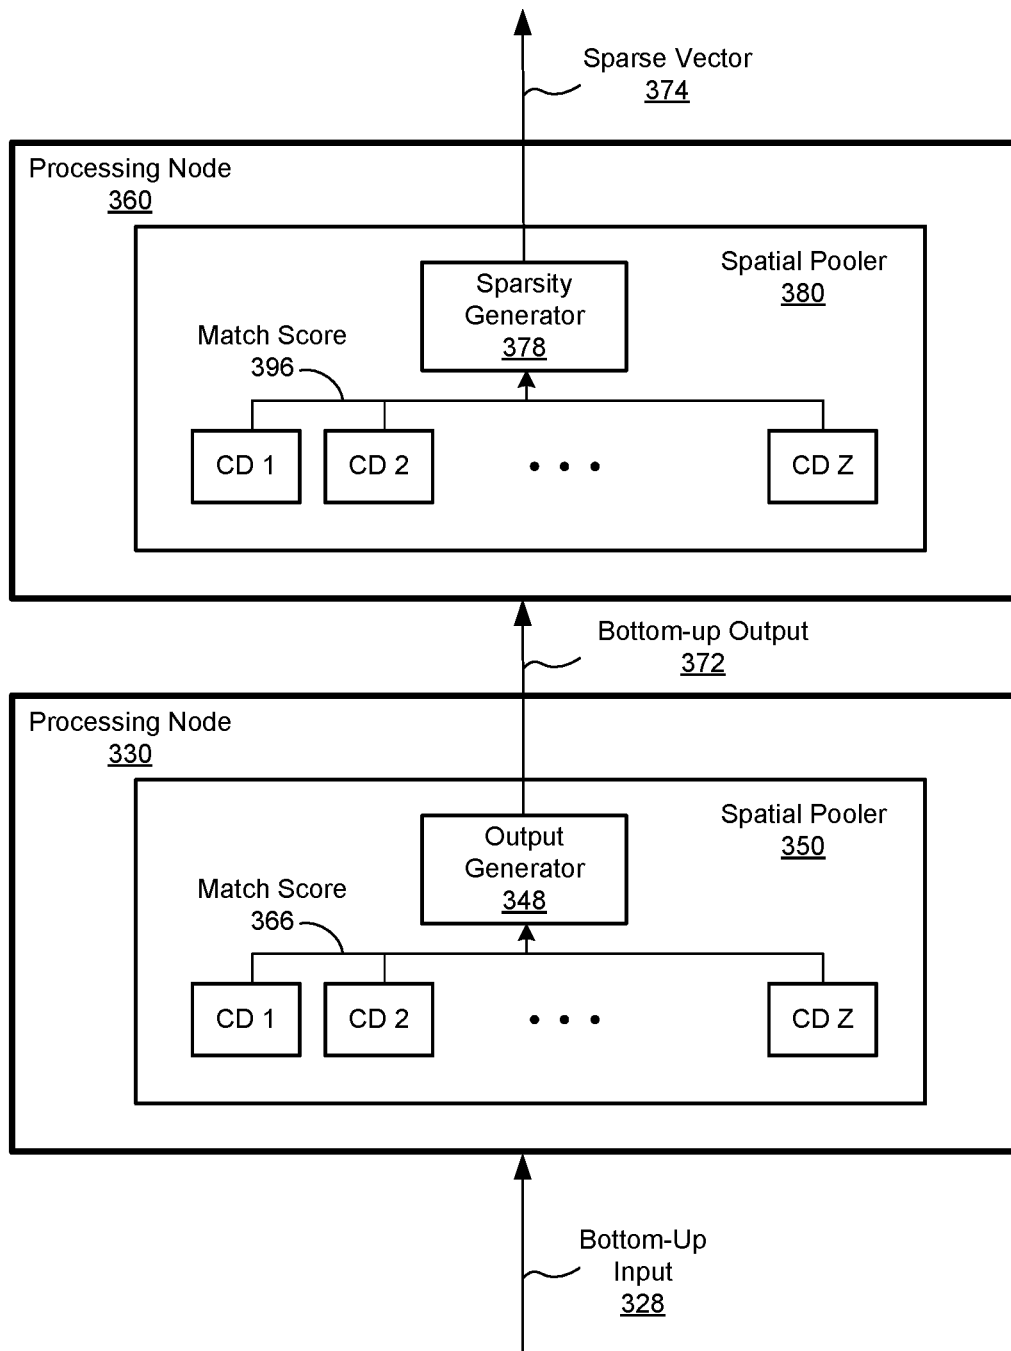 Sparse Vector
374
Processing Node
360
Spatial Pooler
380
Sparsity
Generator
378
Match Score
396
CD 1
CD 2
CD Z
Bottom-up Output
372
Processing Node
330
Spatial Pooler
350
Output
Generator
348
Match Score
366
CD 1
CD 2
CD Z
Bottom-Up
Input
328